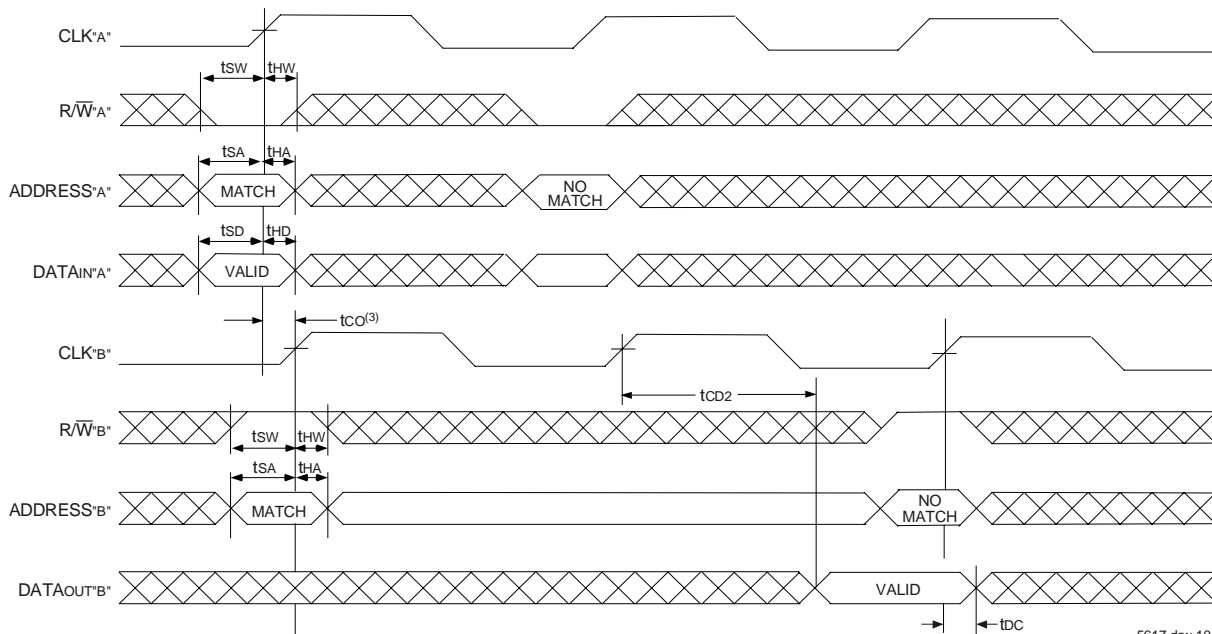 CLK"A"
tSW tHW
R/W̅"A"
tSA tHA
ADDRESS"A" MATCH NO MATCH
tSD tHD
DATAIN"A" VALID
tCO(3)
CLK"B"
tCD2
R/W̅"B"
tSW tHW
tSA tHA
ADDRESS"B" MATCH NO MATCH
DATAOUT"B" VALID
tDC